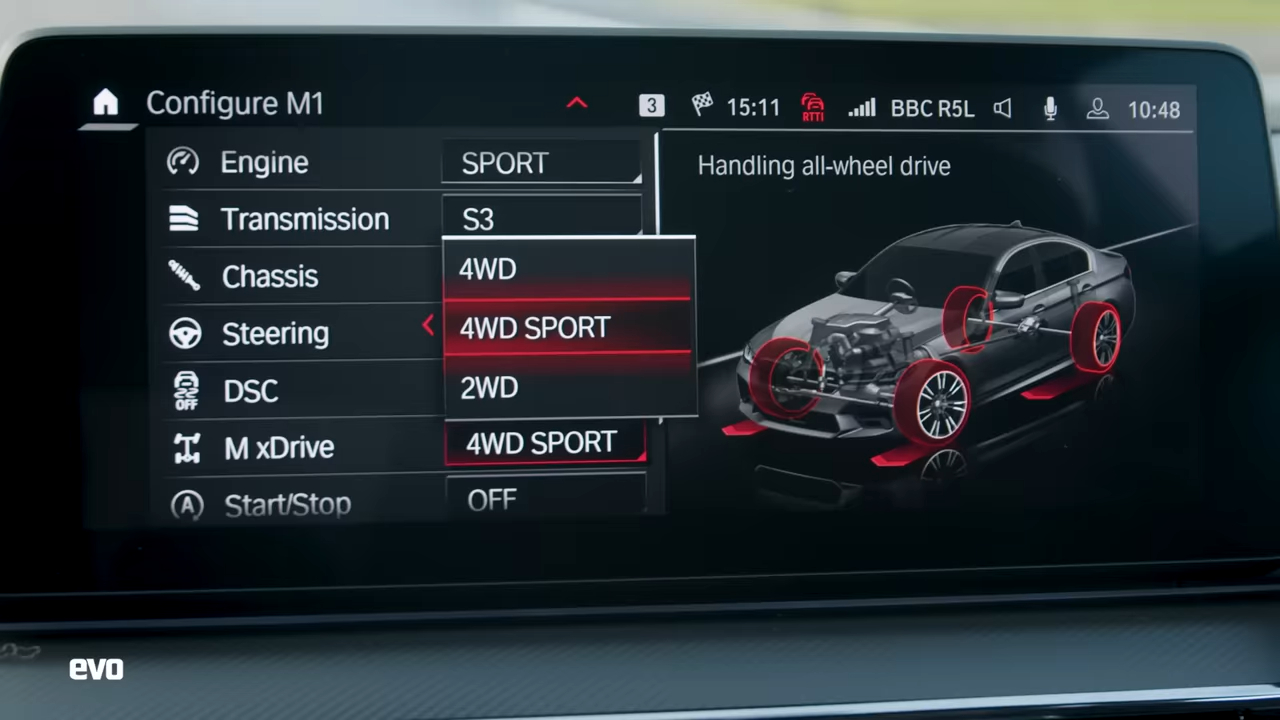 Configure M1
3 15:11 RTTI BBC R5L 10:48
Engine SPORT
Transmission S3
Chassis
Steering
DSC
M xDrive 4WD SPORT
A Start/Stop OFF
4WD
4WD SPORT
2WD
OFF
Handling all-wheel drive
evo